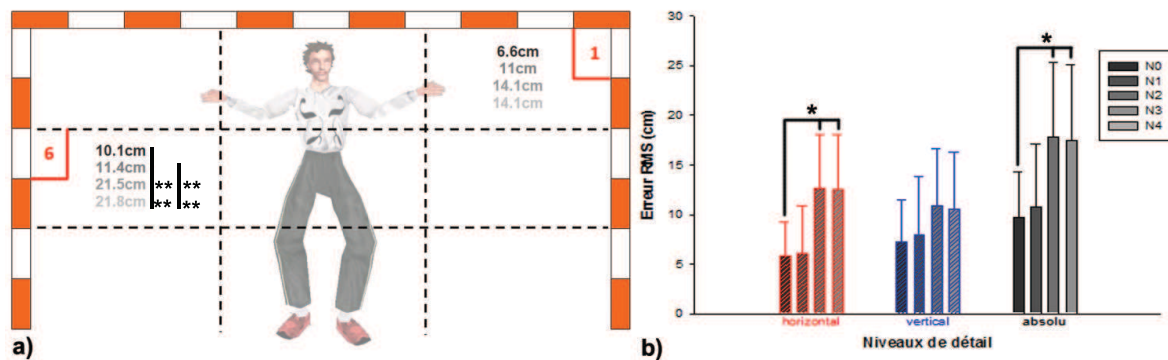 6.6cm
11cm
14.1cm
14.1cm
1
6
10.1cm
11.4cm
21.5cm ** **
21.8cm ** **
a)
Erreur RMS (cm)
30
25
20
15
10
5
0
*
*
N0
N1
N2
N3
N4
horizontal vertical absolu
Niveaux de détail
b)